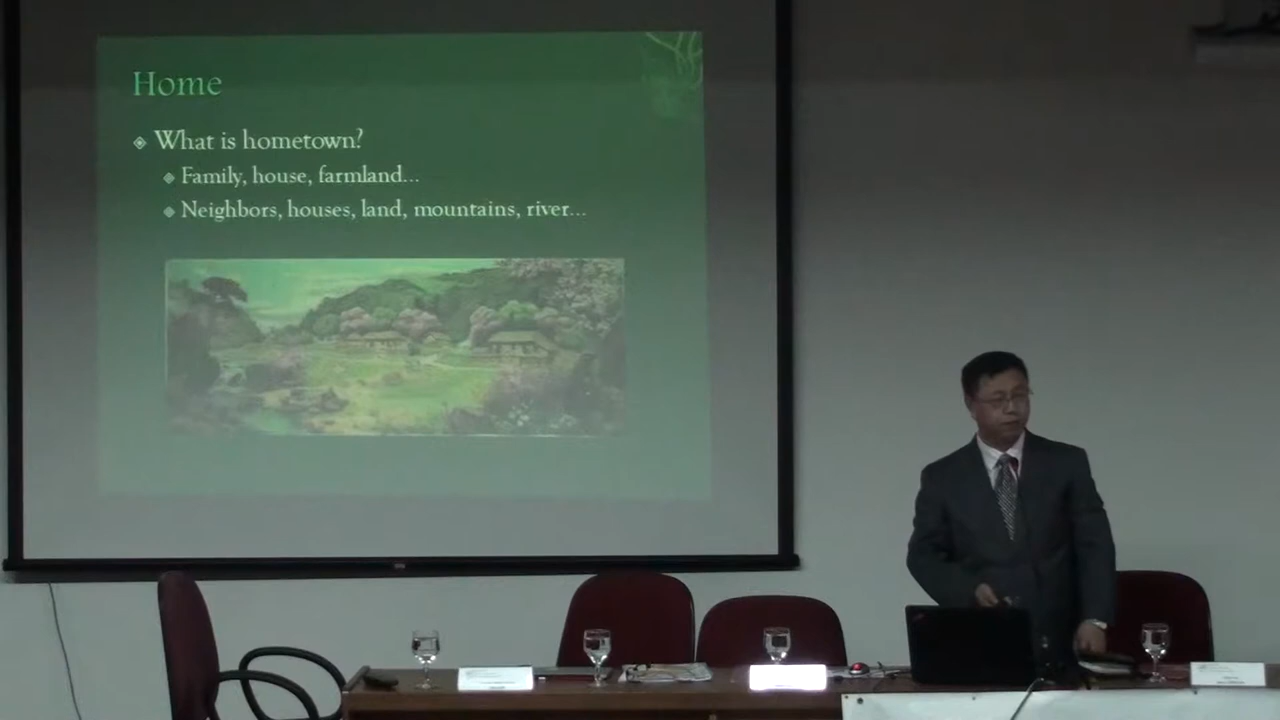 Home
What is hometown?
Family, house, farmland...
Neighbors, houses, land, mountains, river...